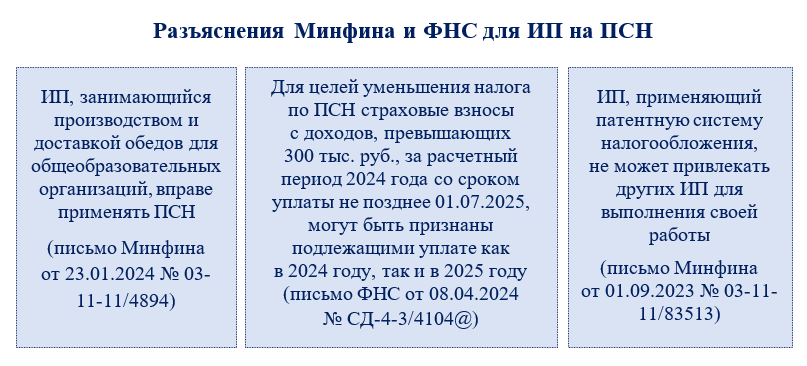 Разъяснения Минфина и ФНС для ИП на ПСН
ИП, занимающийся
производством и
доставкой обедов для
общеобразовательных
организаций, вправе
применять ПСН
(письмо Минфина
от 23.01.2024 № 03-
11-11/4894)
Для целей уменьшения налога
по ПСН страховые взносы
с доходов, превышающих
300 тыс. руб., за расчетный
период 2024 года со сроком
уплаты не позднее 01.07.2025,
могут быть признаны
подлежащими уплате как
в 2024 году, так и в 2025 году
(письмо ФНС от 08.04.2024
№ СД-4-3/4104@)
ИП, применяющий
патентную систему
налогообложения,
не может привлекать
других ИП для
выполнения своей
работы
(письмо Минфина
от 01.09.2023 № 03-11-
11/83513)